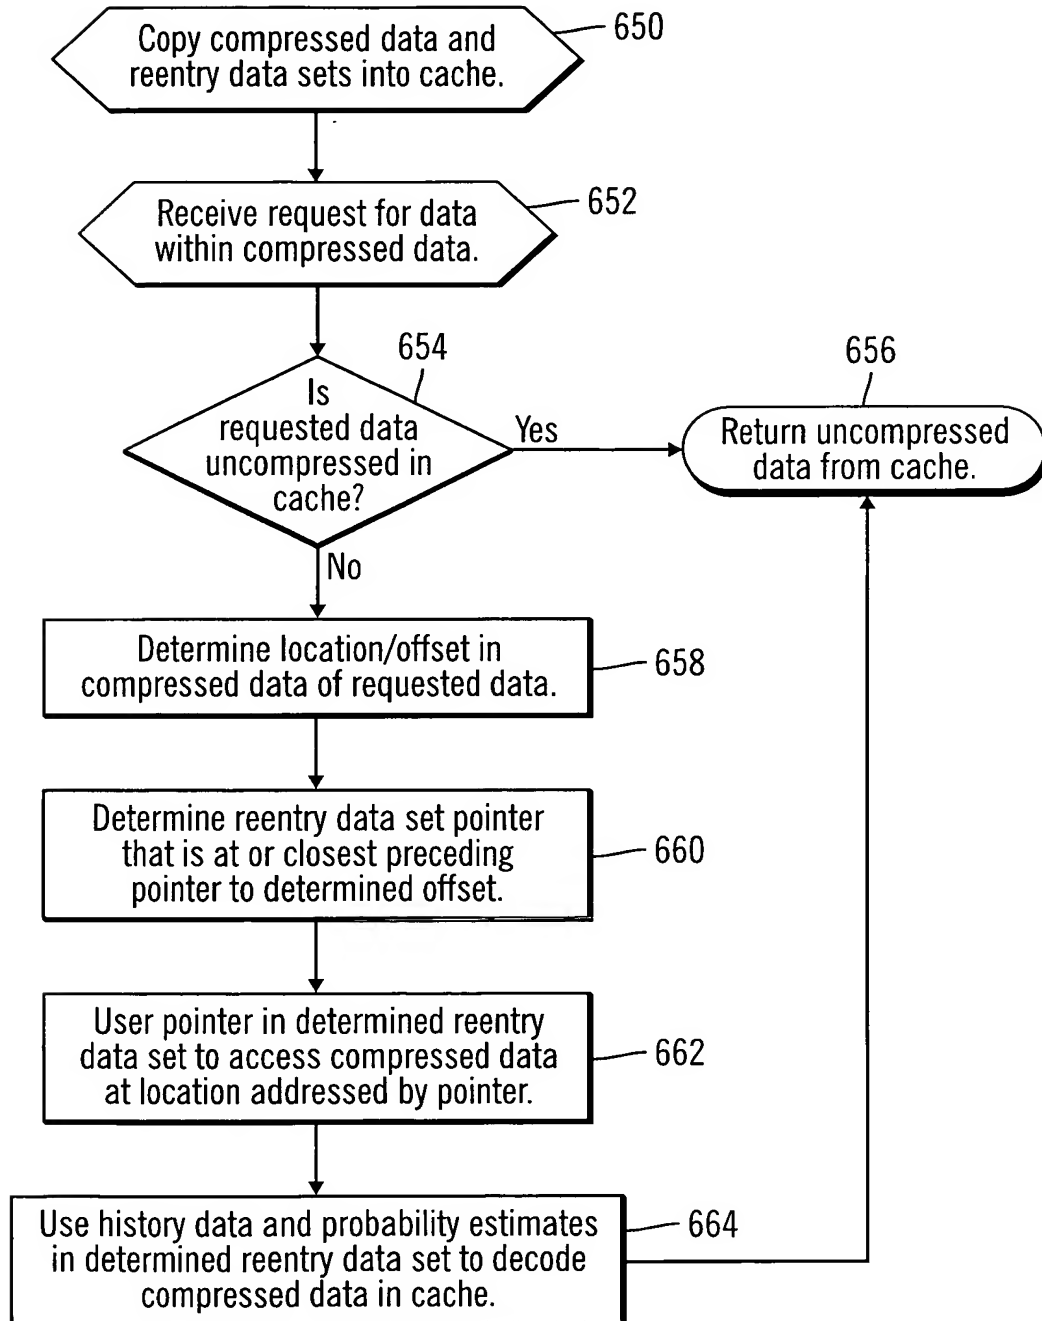 Copy compressed data and
reentry data sets into cache.
650
Receive request for data
within compressed data.
652
654
Is
requested data
uncompressed in
cache?
Yes
656
Return uncompressed
data from cache.
No
Determine location/offset in
compressed data of requested data.
658
Determine reentry data set pointer
that is at or closest preceding
pointer to determined offset.
660
User pointer in determined reentry
data set to access compressed data
at location addressed by pointer.
662
Use history data and probability estimates
in determined reentry data set to decode
compressed data in cache.
664